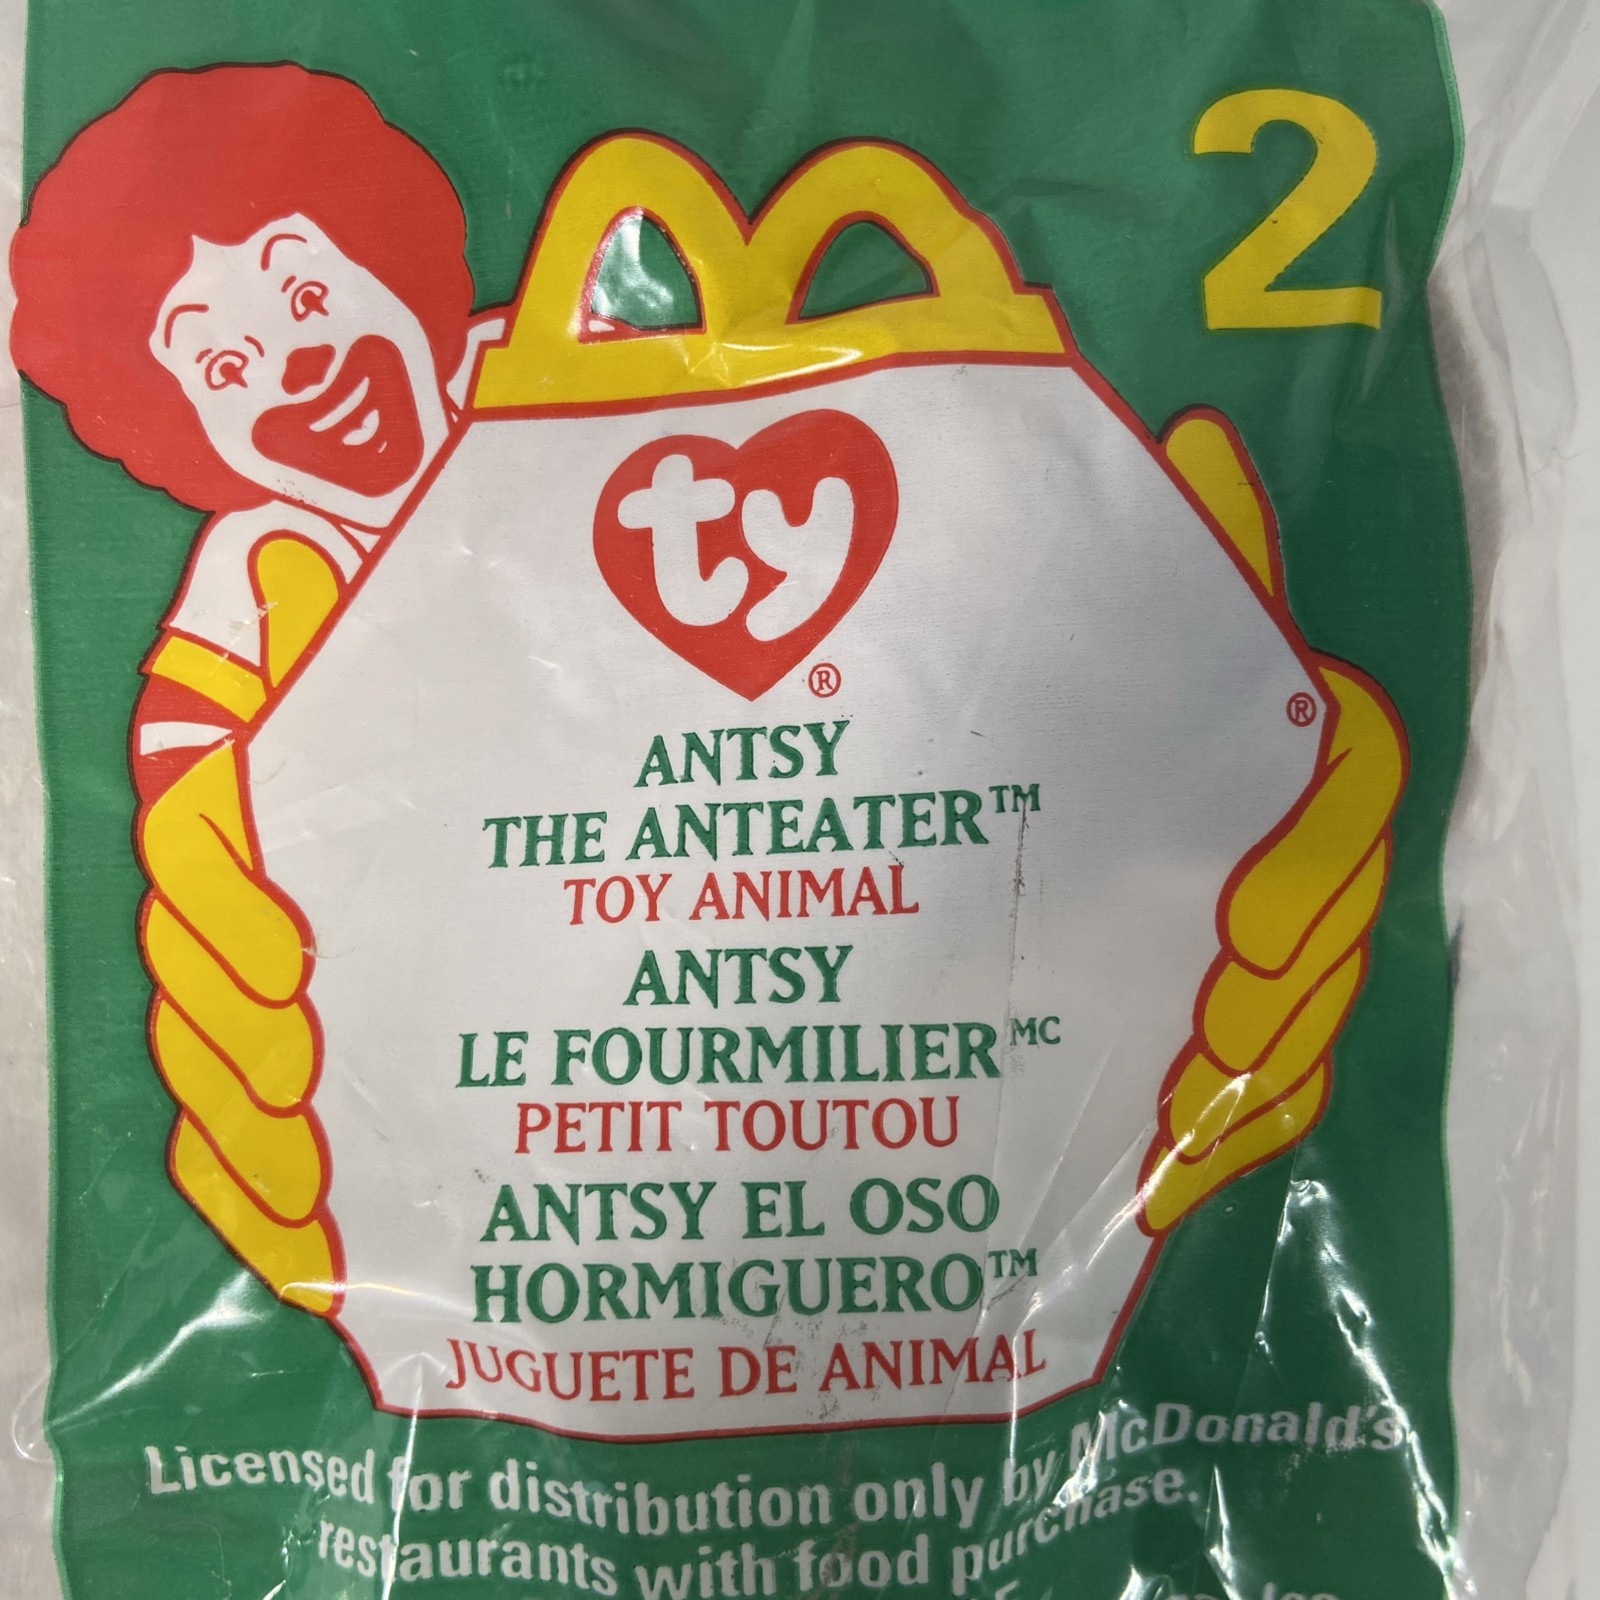 2
ty
®
®
ANTSY
THE ANTEATER™
TOY ANIMAL
ANTSY
LE FOURMILIER MC
PETIT TOUTOU
ANTSY EL OSO
HORMIGUERO™
JUGUETE DE ANIMAL
Licensed for distribution only by McDonald's
restaurants with food purchase.